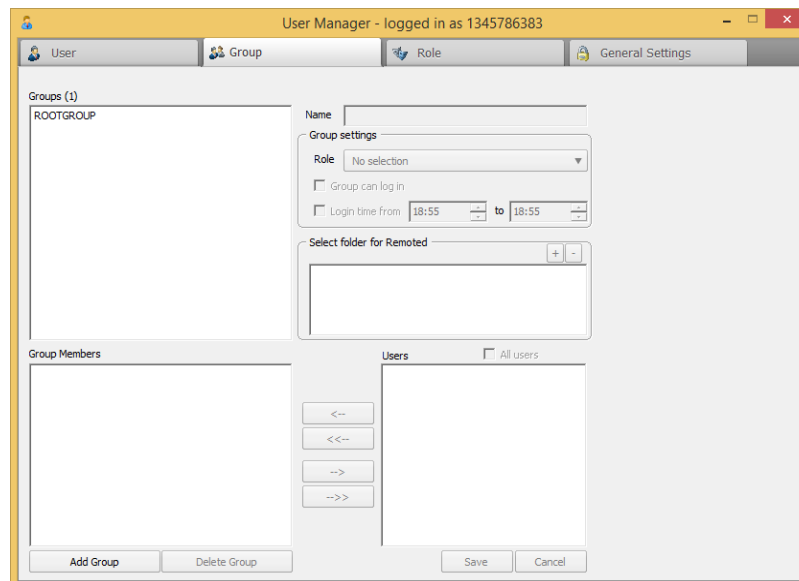 User Manager - logged in as 1345786383
User Group Role General Settings
Groups (1)
ROOTGROUP
Name
Group settings
Role No selection
Group can log in
Login time from 18:55 to 18:55
Select folder for Remoted
+ -
Group Members
Users All users
<--
<<--
-->
-->>
Add Group Delete Group Save Cancel